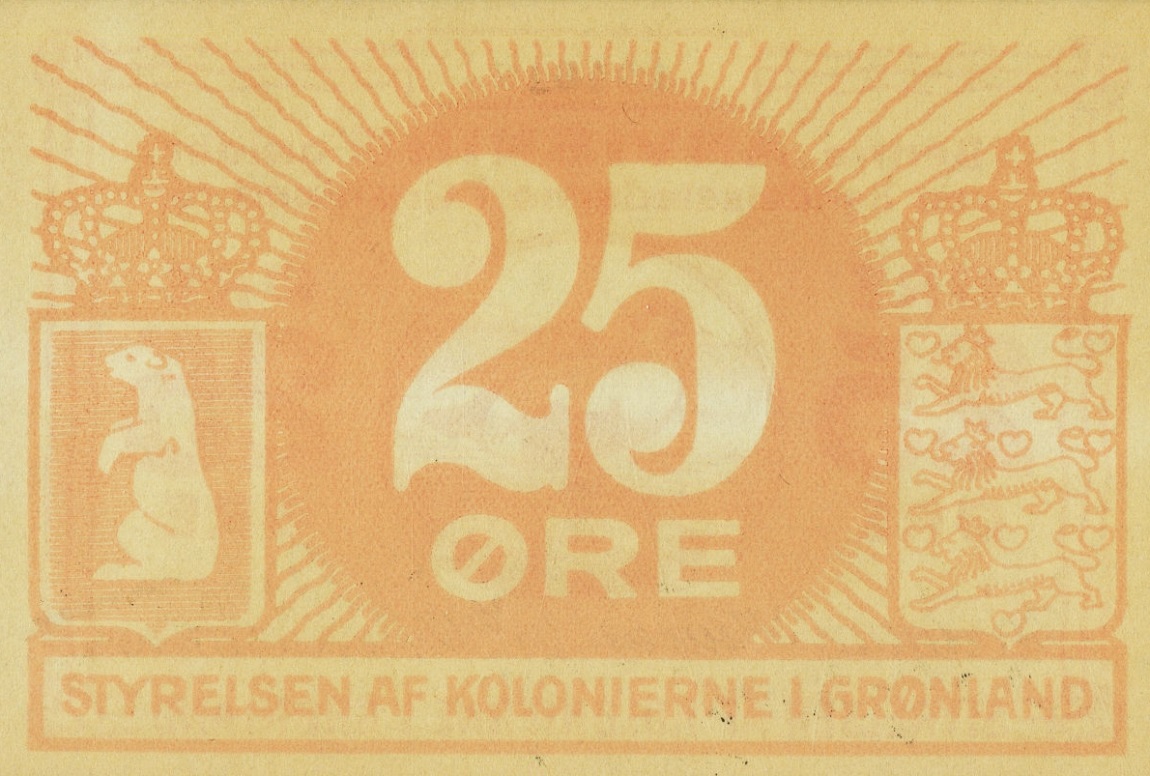 25
ØRE
STYRELSEN AF KOLONIERNE I GRØNLAND